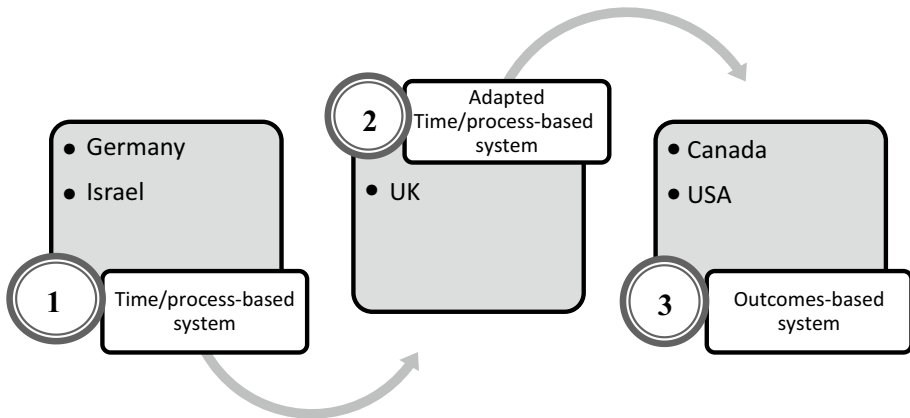 • Germany
• Israel
1
Time/process-based
system
2
Adapted
Time/process-based
system
• UK
• Canada
• USA
3
Outcomes-based
system